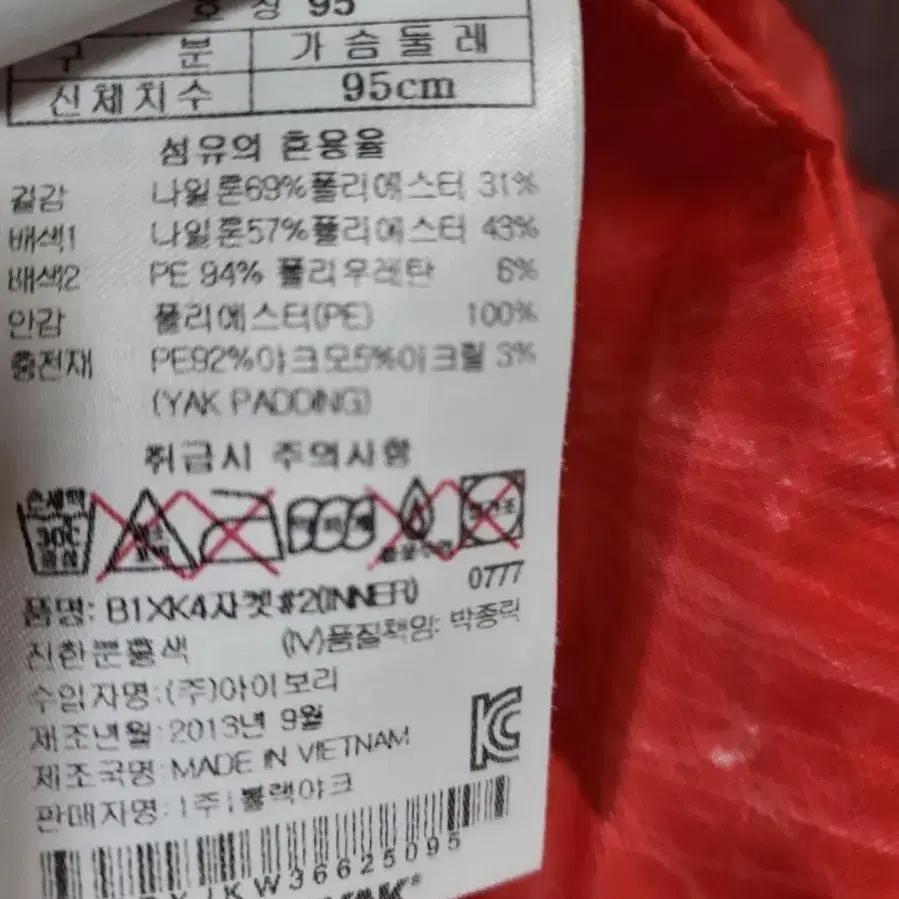 호 칭 95
구 분 가 슴 둘 레
신 체 치 수 95cm
섬유의 혼용율
겉감 나일론69%폴리에스터 31%
배색1 나일론57%폴리에스터 43%
배색2 PE 94% 폴리우레탄 6%
안감 폴리에스터(PE) 100%
충전재 PE92%야크모5%아크릴 3%
(YAK PADDING)
취급시 주의사항
손세탁
30℃
중성
품명: B1XK4자켓#2(INNER) 0777
진한분홍색 (IV)품질책임: 박종릭
수입자명:(주)아이보리
제조년월:2013년 9월
제조국명: MADE IN VIETNAM
판매자명:(주)블랙야크
KW36625095